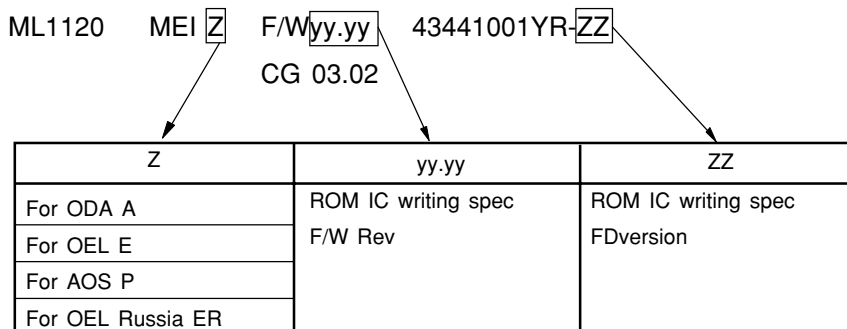 ML1120 MEI Z F/Wyy.yy 43441001YR-ZZ
CG 03.02
Z yy.yy ZZ
For ODA A ROM IC writing spec ROM IC writing spec
For OEL E F/W Rev FDversion
For AOS P
For OEL Russia ER